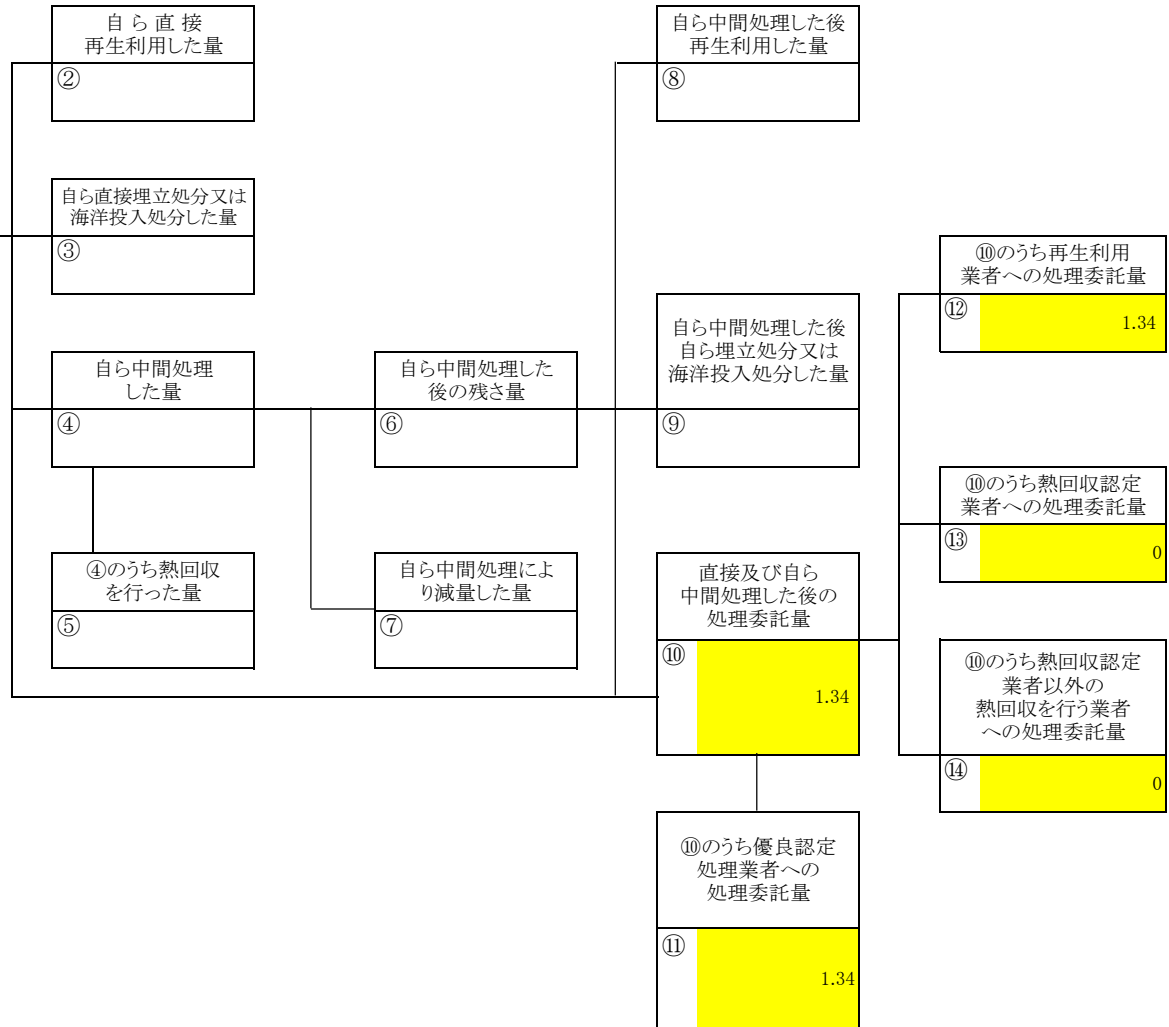 自 ら 直 接
再生利用した量
②
自ら中間処理した後
再生利用した量
⑧
自ら直接埋立処分又は
海洋投入処分した量
③
⑩のうち再生利用
業者への処理委託量
⑫
1.34
自ら中間処理した後
自ら埋立処分又は
海洋投入処分した量
⑨
自ら中間処理
した量
④
自ら中間処理した
後の残さ量
⑥
⑩のうち熱回収認定
業者への処理委託量
⑬
0
④のうち熱回収
を行った量
⑤
自ら中間処理によ
り減量した量
⑦
直接及び自ら
中間処理した後の
処理委託量
⑩
1.34
⑩のうち熱回収認定
業者以外の
熱回収を行う業者
への処理委託量
⑭
0
⑩のうち優良認定
処理業者への
処理委託量
⑪
1.34